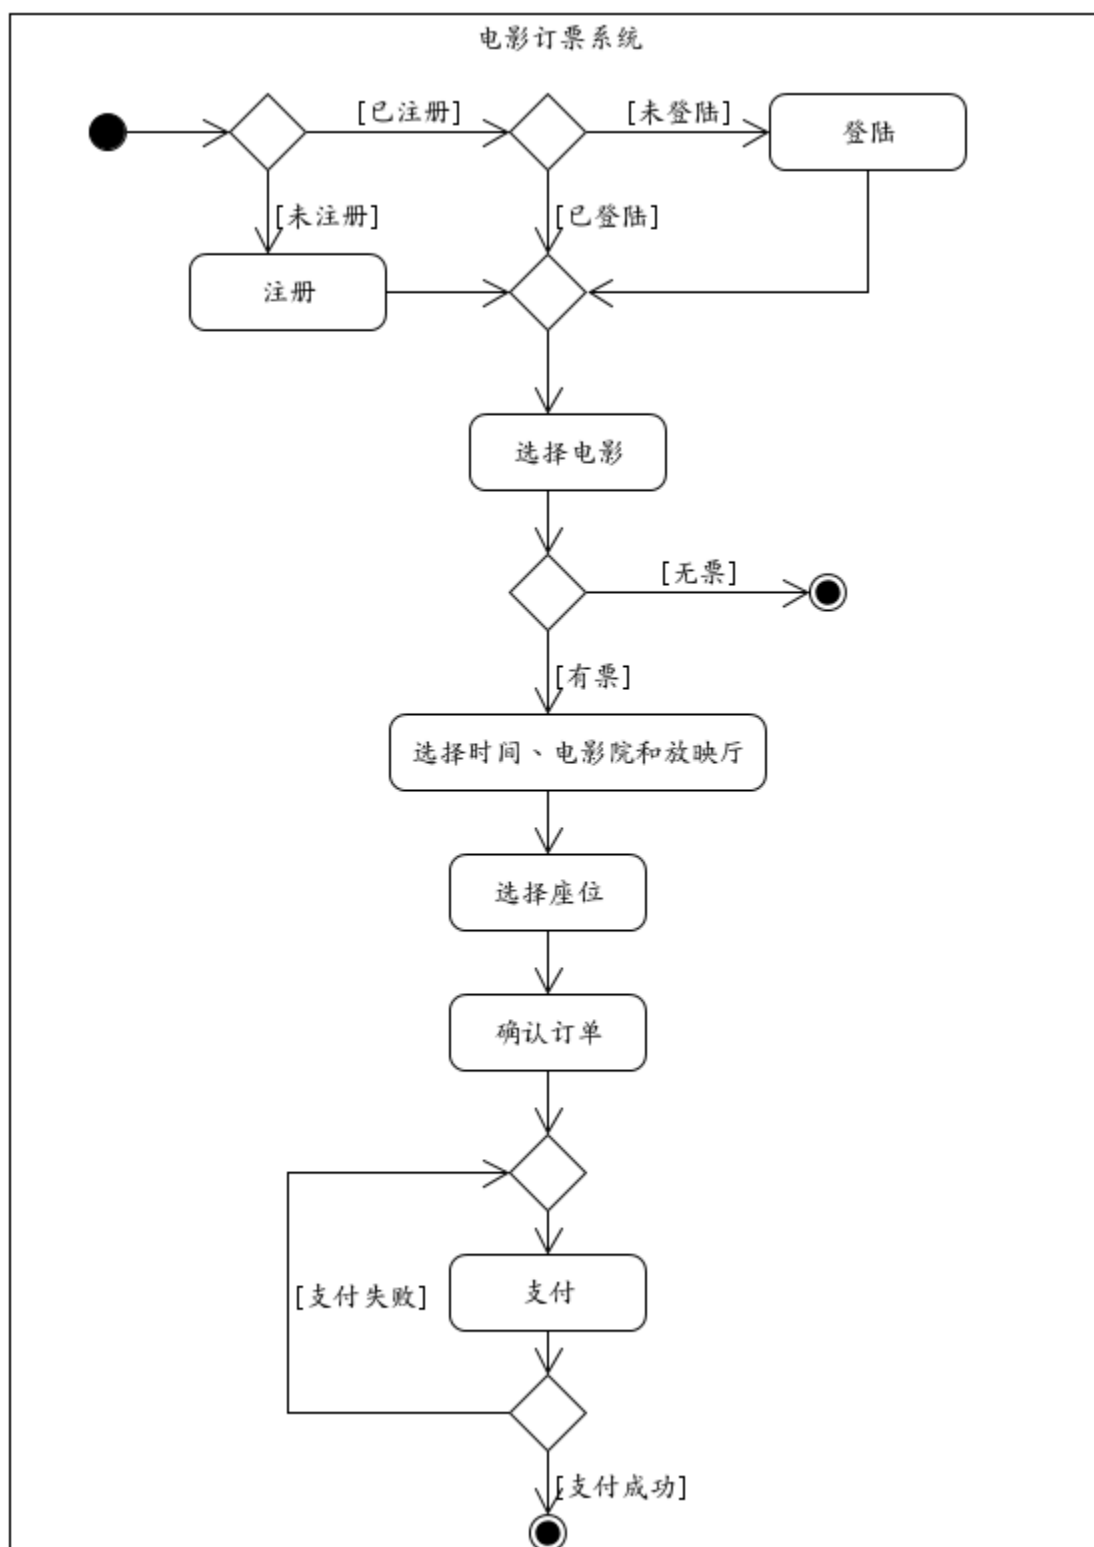 电影订票系统
[已注册]
[未登陆]
登陆
[未注册]
[已登陆]
注册
选择电影
[无票]
[有票]
选择时间、电影院和放映厅
选择座位
确认订单
[支付失败]
支付
[支付成功]